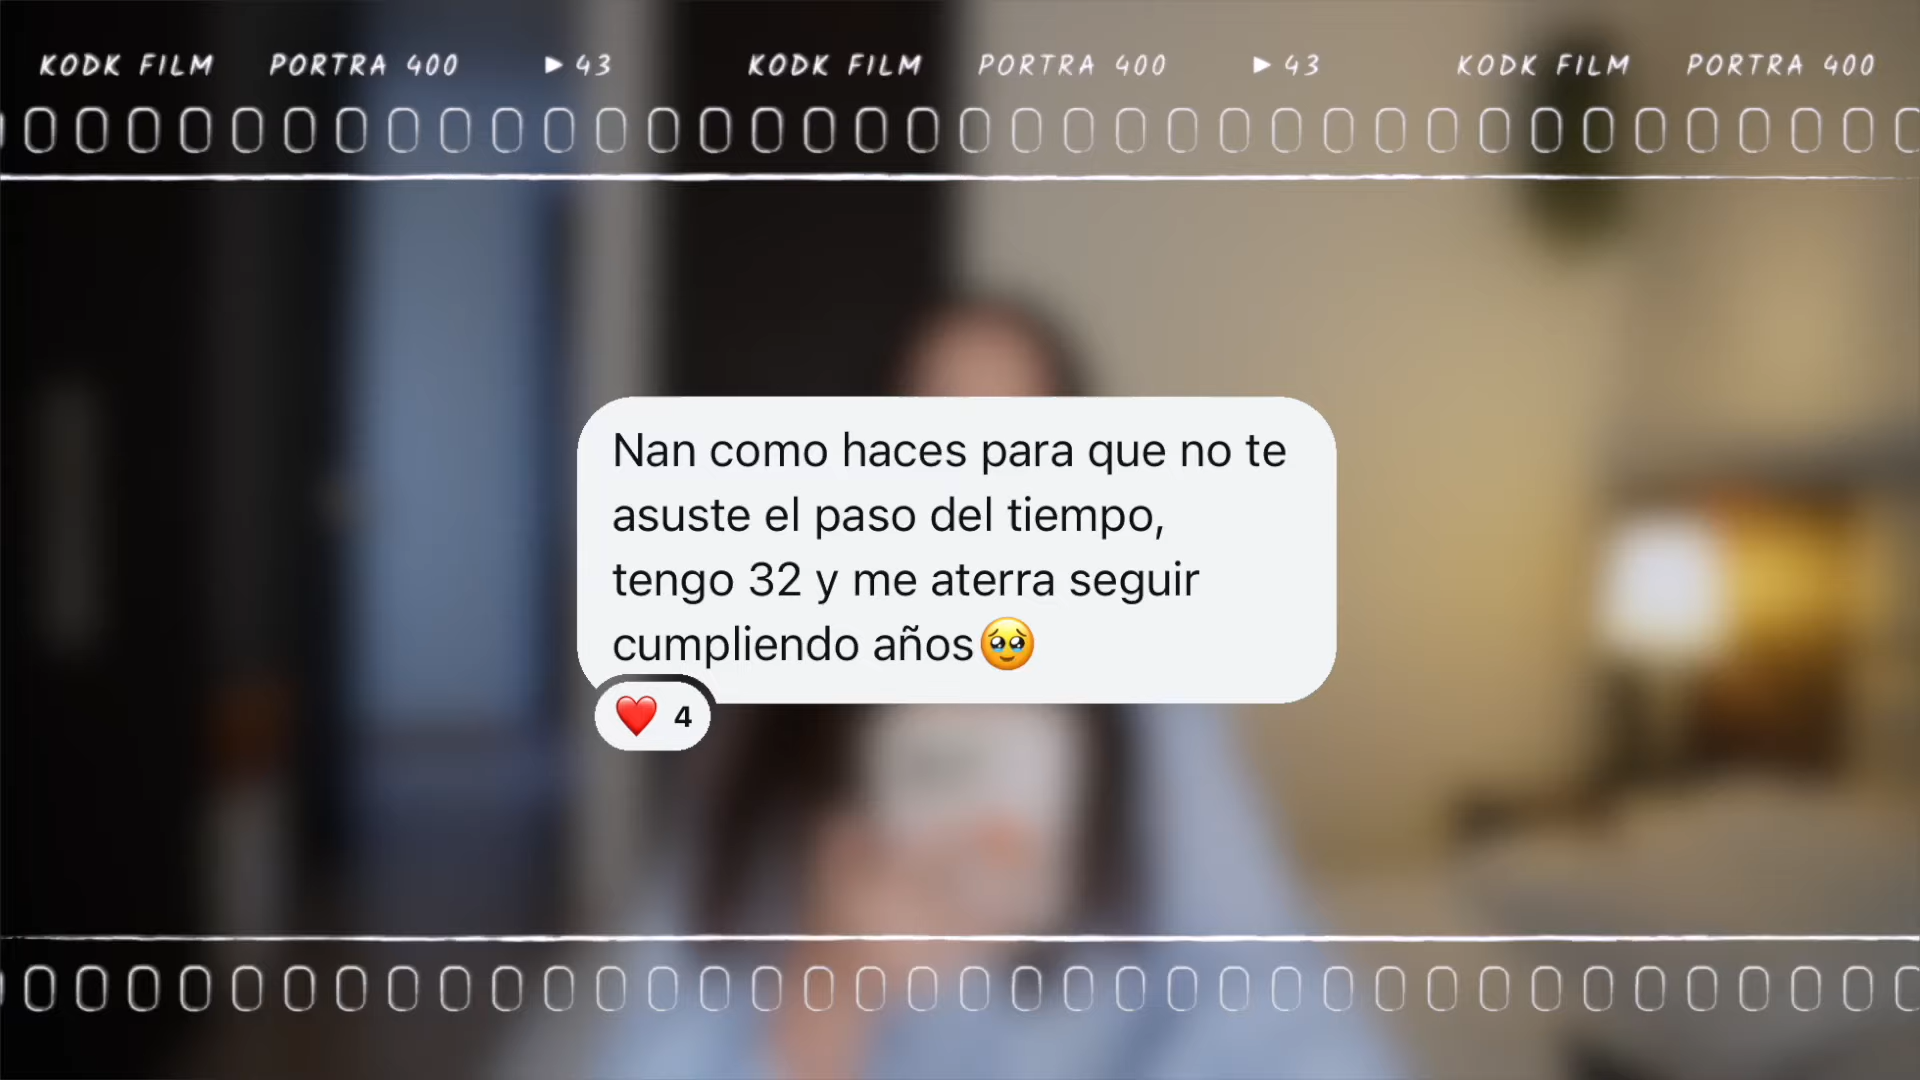 KODK FILM PORTRA 400 ▶ 43 KODK FILM PORTRA 400 ▶ 43 KODK FILM PORTRA 400
Nan como haces para que no te
asuste el paso del tiempo,
tengo 32 y me aterra seguir
cumpliendo años🥹
❤️ 4